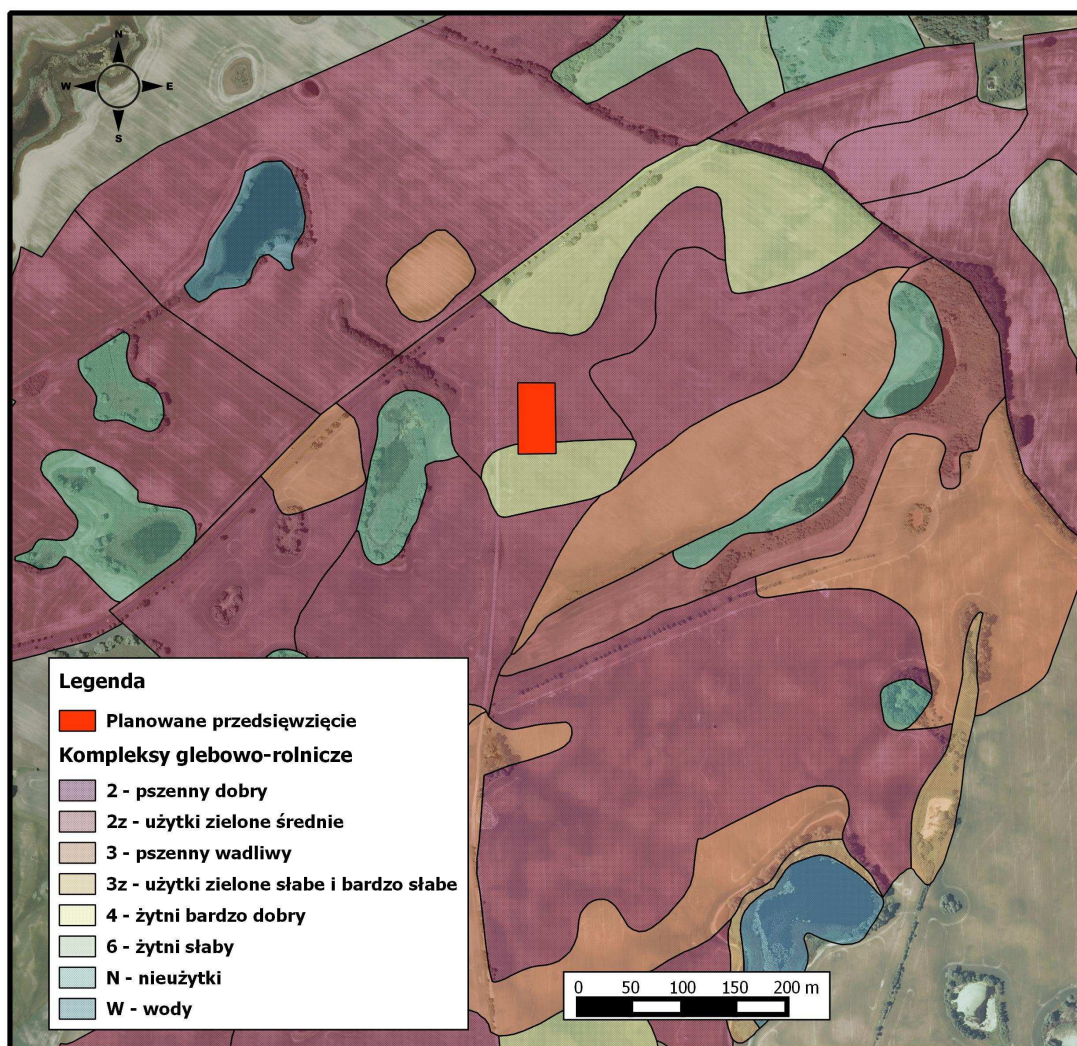 N
W E
S
Legenda
Planowane przedsięwzięcie
Kompleksy glebowo-rolnicze
2 - pszenny dobry
2z - użytki zielone średnie
3 - pszenny wadliwy
3z - użytki zielone słabe i bardzo słabe
4 - żytni bardzo dobry
6 - żytni słaby
N - nieużytki
W - wody
0 50 100 150 200 m